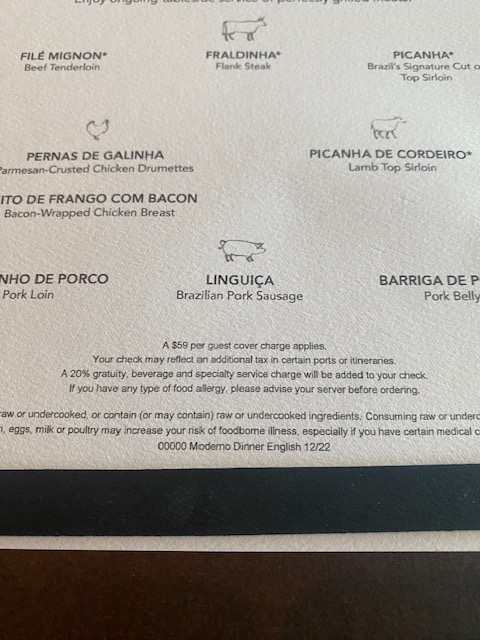 Enjoy ongoing tableside service of perfectly grilled meats.
FILÉ MIGNON*
Beef Tenderloin
FRALDINHA*
Flank Steak
PICANHA*
Brazil's Signature Cut o
Top Sirloin
PERNAS DE GALINHA
Parmesan-Crusted Chicken Drumettes
PICANHA DE CORDEIRO*
Lamb Top Sirloin
ITO DE FRANGO COM BACON
Bacon-Wrapped Chicken Breast
NHO DE PORCO
Pork Loin
LINGUIÇA
Brazilian Pork Sausage
BARRIGA DE P
Pork Belly
A $59 per guest cover charge applies.
Your check may reflect an additional tax in certain ports or itineraries.
A 20% gratuity, beverage and specialty service charge will be added to your check.
If you have any type of food allergy, please advise your server before ordering.
raw or undercooked, or contain (or may contain) raw or undercooked ingredients. Consuming raw or underc
, eggs, milk or poultry may increase your risk of foodborne illness, especially if you have certain medical c
00000 Moderno Dinner English 12/22